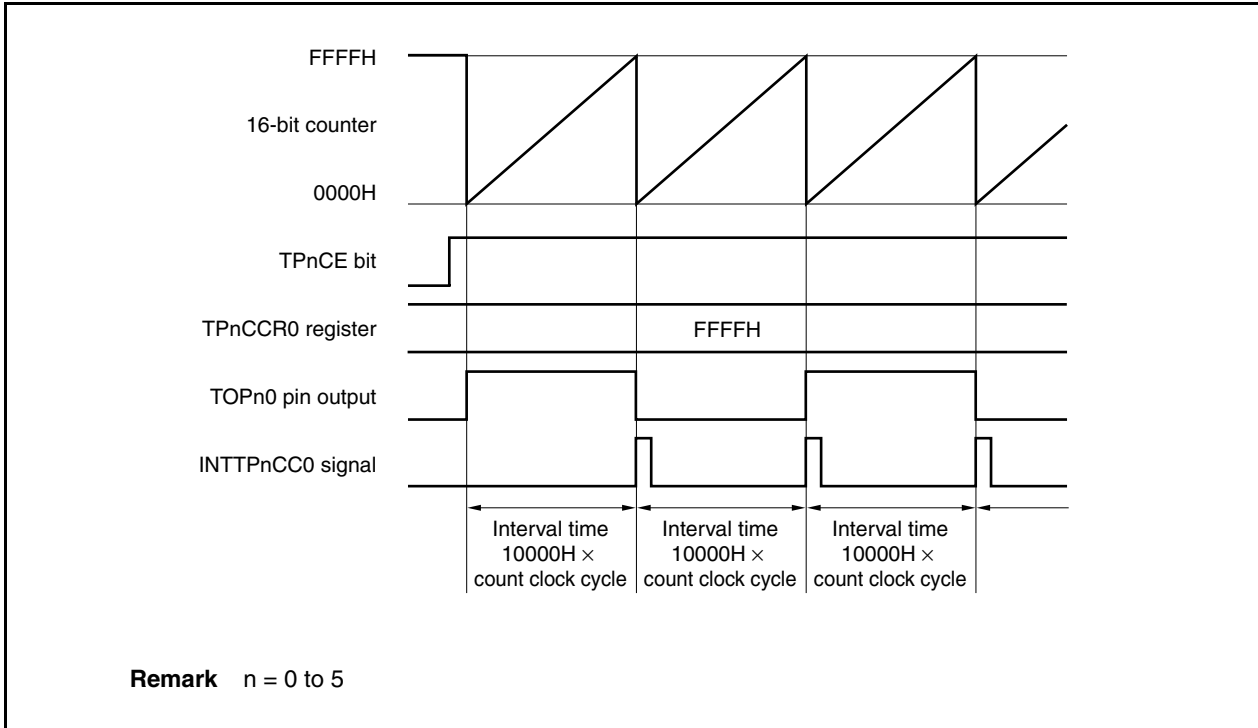 FFFFH
16-bit counter
0000H
TPnCE bit
TPnCCR0 register
FFFFH
TOPn0 pin output
INTTPnCC0 signal
Interval time
10000H ×
count clock cycle
Interval time
10000H ×
count clock cycle
Interval time
10000H ×
count clock cycle
Remark n = 0 to 5